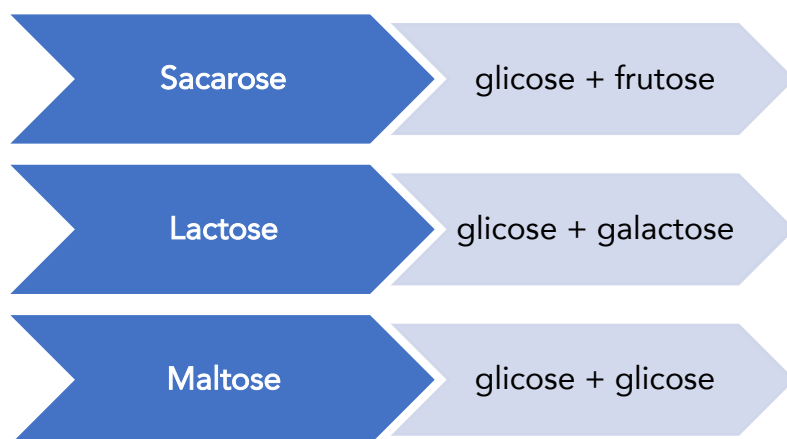 Sacarose glicose + frutose
Lactose glicose + galactose
Maltose glicose + glicose